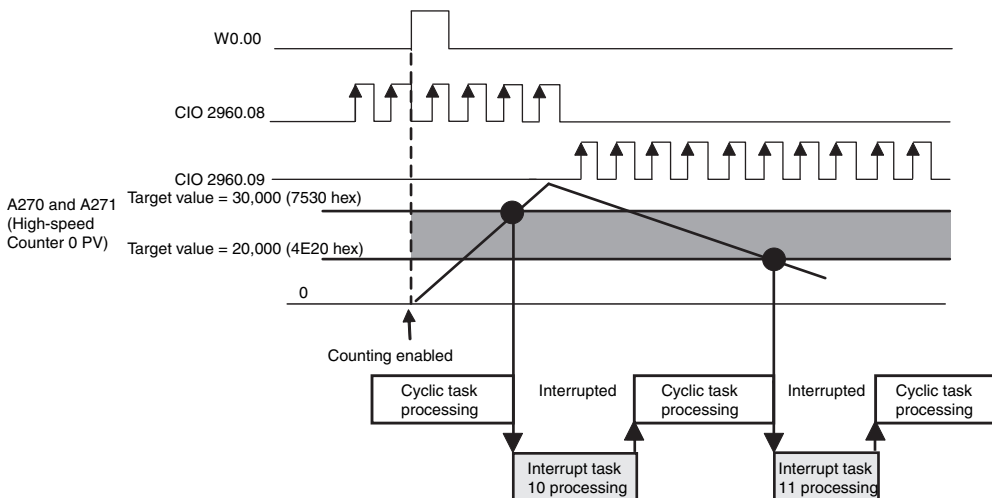 W0.00
CIO 2960.08
CIO 2960.09
A270 and A271
(High-speed
Counter 0 PV)
Target value = 30,000 (7530 hex)
Target value = 20,000 (4E20 hex)
0
Counting enabled
Cyclic task
processing
Interrupted
Cyclic task
processing
Interrupted
Cyclic task
processing
Interrupt task
10 processing
Interrupt task
11 processing